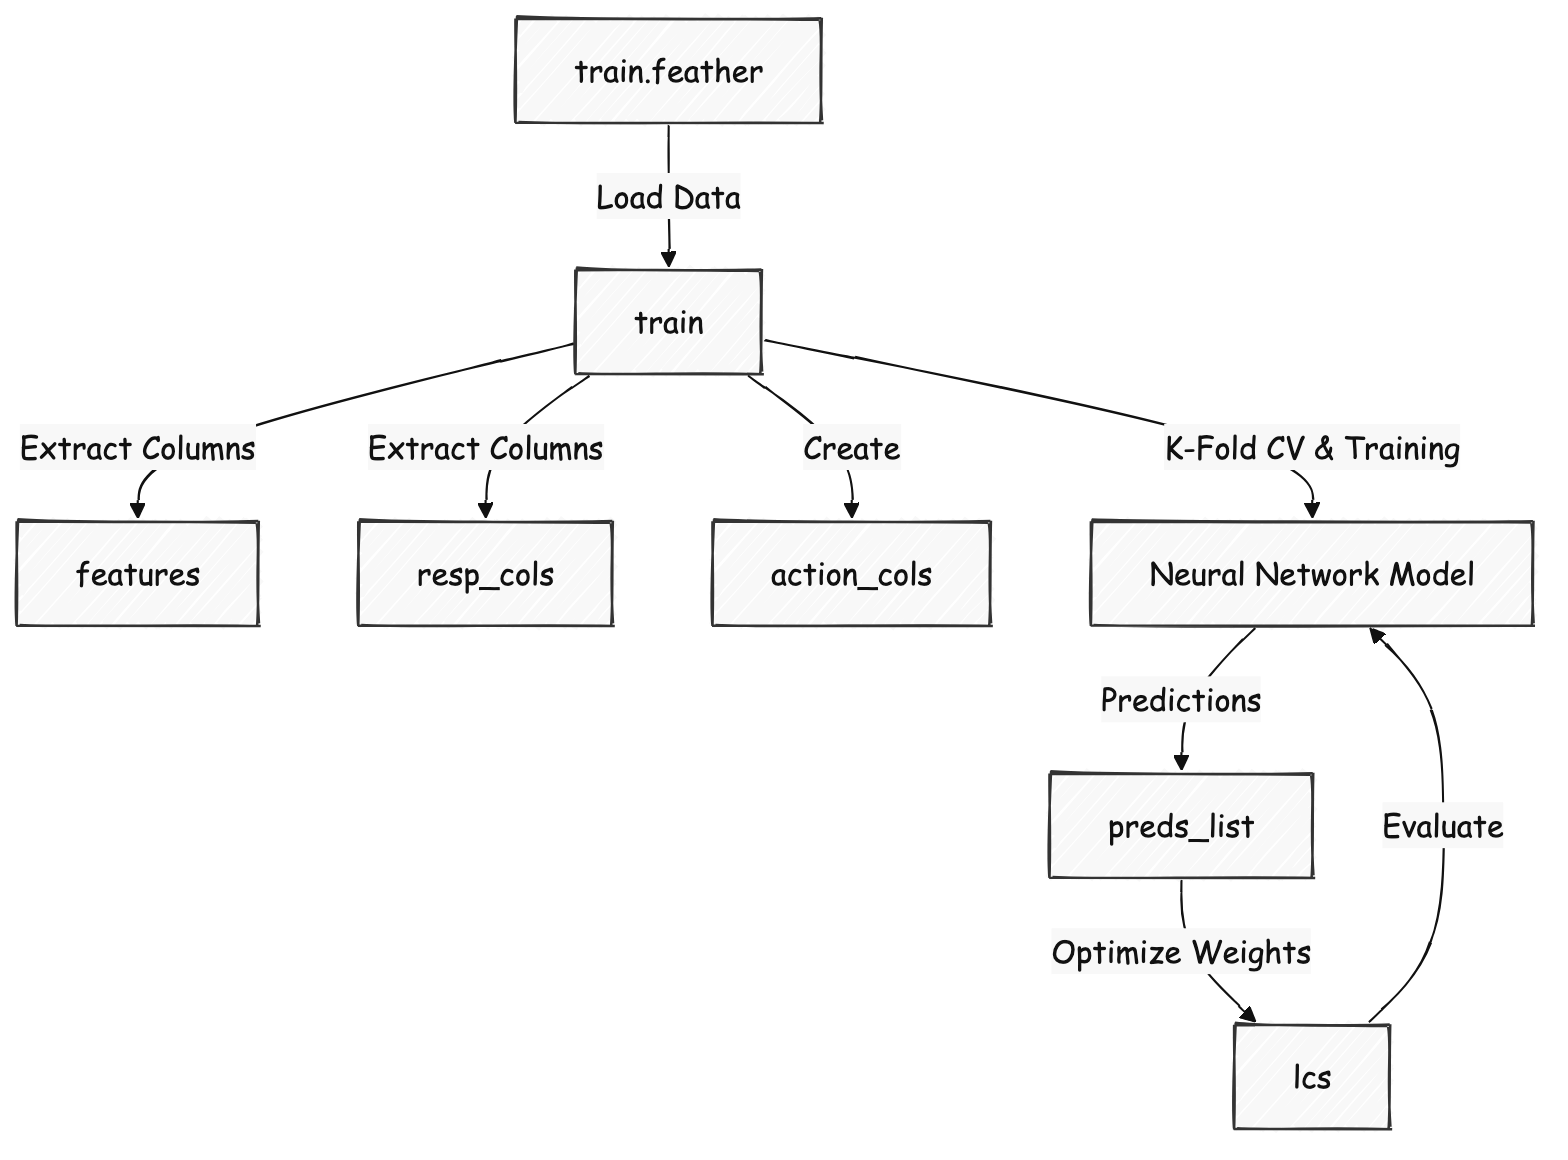 train.feather
Load Data
train
Extract Columns
Extract Columns
Create
K-Fold CV & Training
features
resp_cols
action_cols
Neural Network Model
Predictions
preds_list
Evaluate
Optimize Weights
lcs